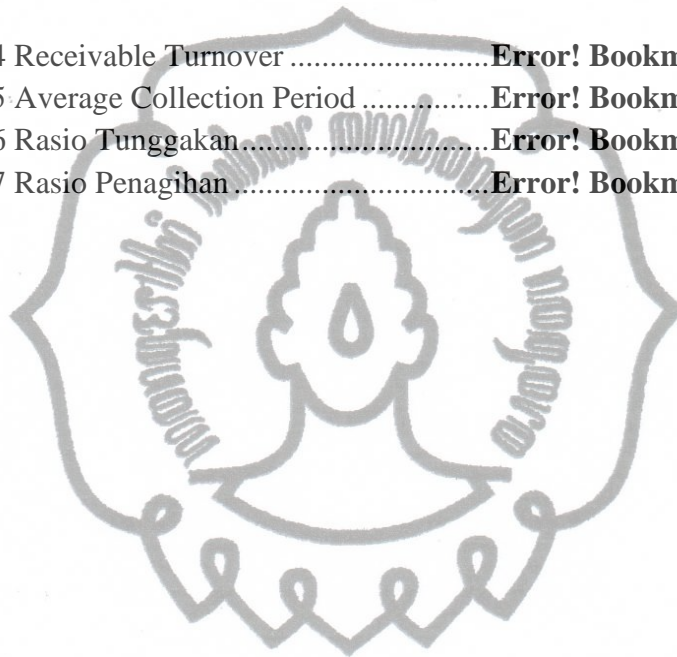 4 Receivable Turnover .......................Error! Bookm
5 Average Collection Period ................Error! Bookm
6 Rasio Tunggakan...............................Error! Bookm
7 Rasio Penagihan ................................Error! Bookm